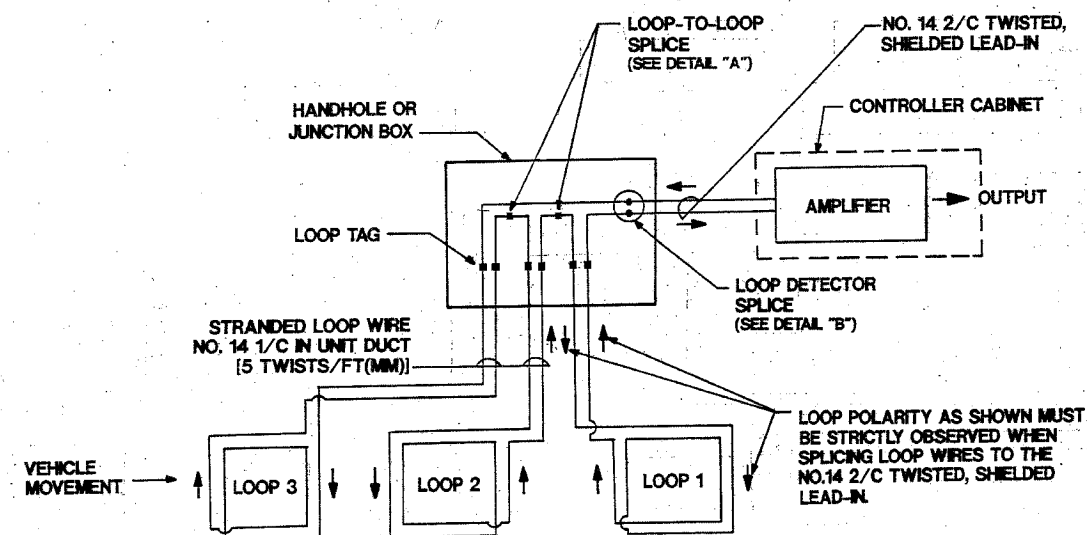 LOOP-TO-LOOP
SPLICE
(SEE DETAIL "A")
NO. 14 2/C TWISTED,
SHIELDED LEAD-IN
HANDHOLE OR
JUNCTION BOX
CONTROLLER CABINET
AMPLIFIER
OUTPUT
LOOP TAG
LOOP DETECTOR
SPLICE
(SEE DETAIL "B")
STRANDED LOOP WIRE
NO. 14 1/C IN UNIT DUCT
[5 TWISTS/FT(MM)]
LOOP POLARITY AS SHOWN MUST
BE STRICTLY OBSERVED WHEN
SPLICING LOOP WIRES TO THE
NO.14 2/C TWISTED, SHIELDED
LEAD-IN.
VEHICLE
MOVEMENT
LOOP 3
LOOP 2
LOOP 1